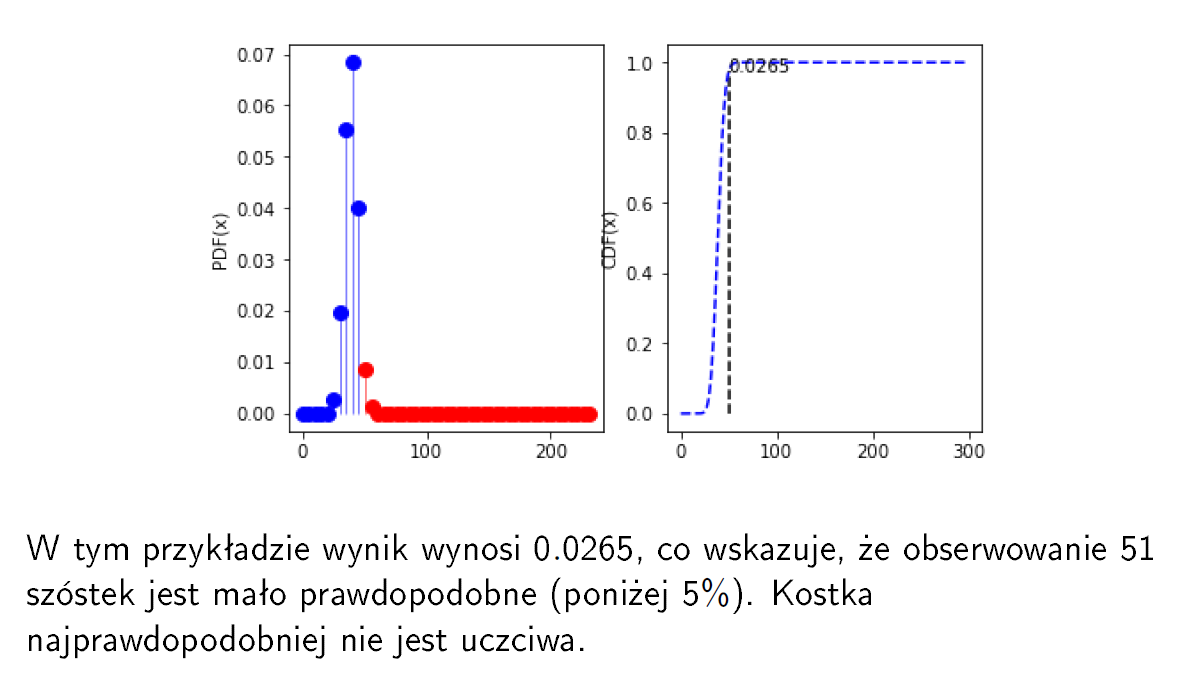 0.07
0.06
0.05
0.04
0.03
0.02
0.01
0.00
PDF(x)
0 100 200
1.0
0.8
0.6
0.4
0.2
0.0
CDF(x)
0.0265
0 100 200 300
W tym przykładzie wynik wynosi 0.0265, co wskazuje, że obserwowanie 51
szóstek jest mało prawdopodobne (poniżej 5%). Kostka
najprawdopodobniej nie jest uczciwa.